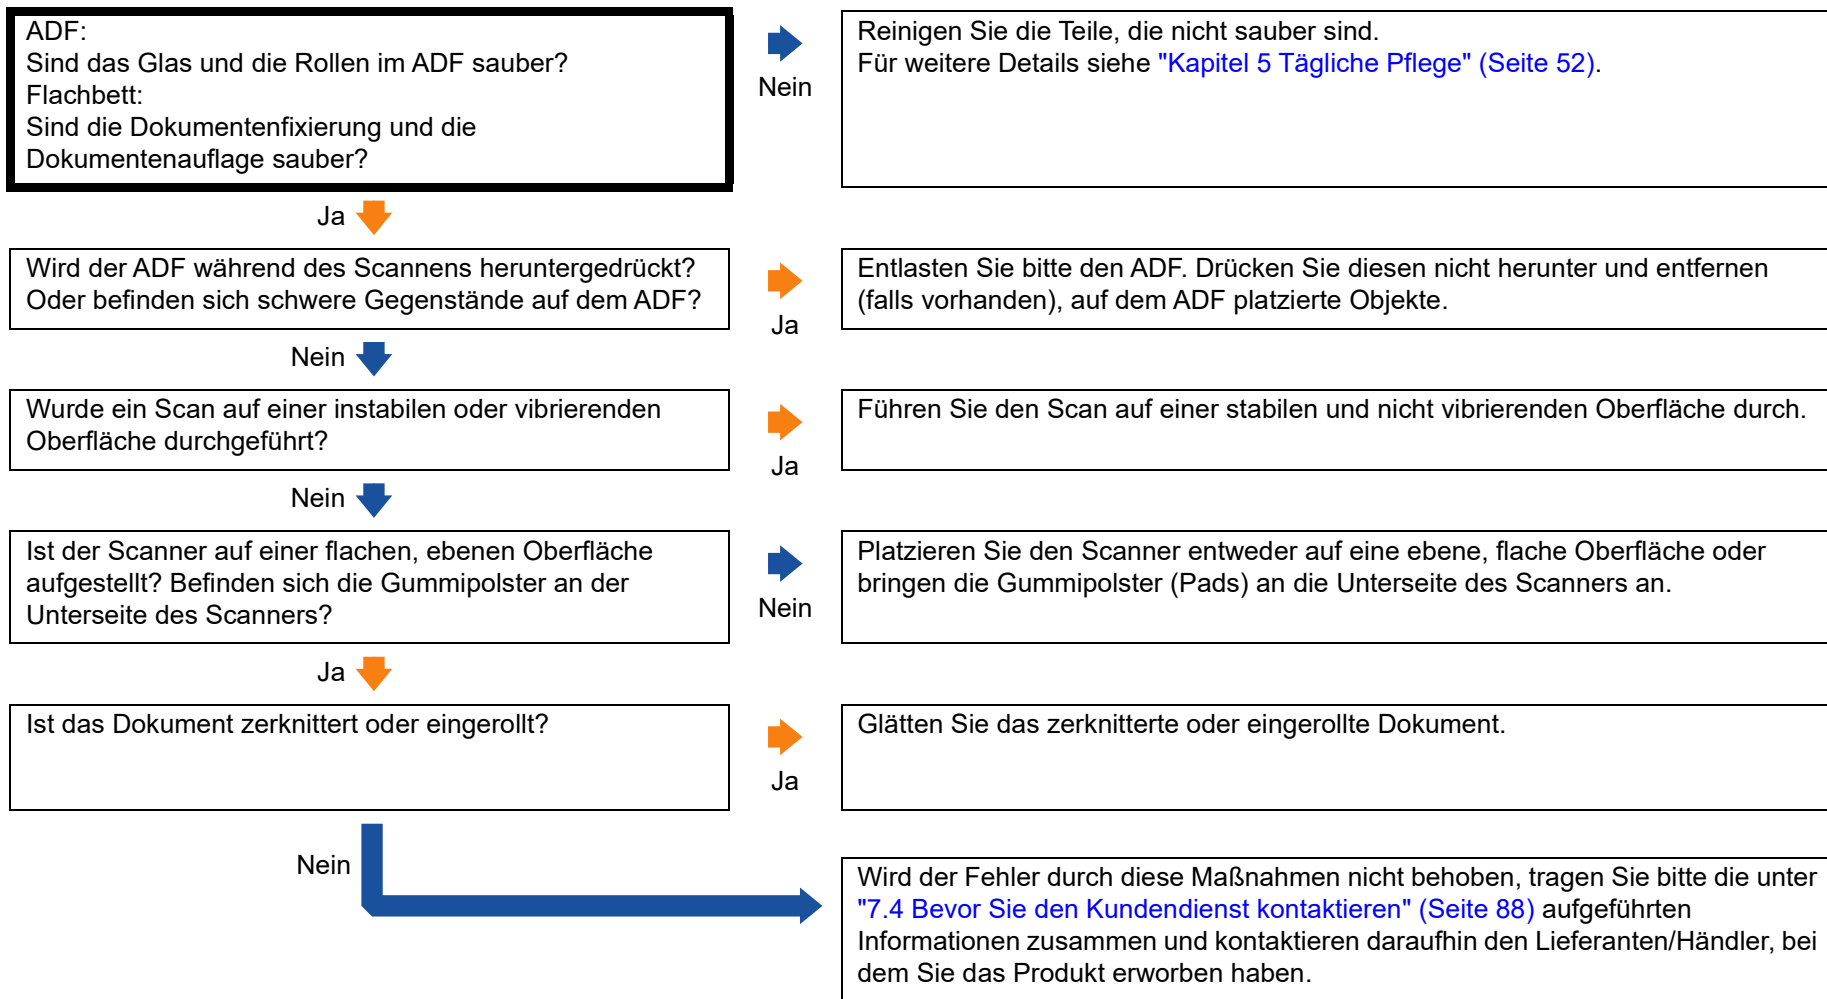 ADF:
Sind das Glas und die Rollen im ADF sauber?
Flachbett:
Sind die Dokumentenfixierung und die
Dokumentenauflage sauber?
Nein
Reinigen Sie die Teile, die nicht sauber sind.
Für weitere Details siehe "Kapitel 5 Tägliche Pflege" (Seite 52).
Ja
Wird der ADF während des Scannens heruntergedrückt?
Oder befinden sich schwere Gegenstände auf dem ADF?
Ja
Entlasten Sie bitte den ADF. Drücken Sie diesen nicht herunter und entfernen
(falls vorhanden), auf dem ADF platzierte Objekte.
Nein
Wurde ein Scan auf einer instabilen oder vibrierenden
Oberfläche durchgeführt?
Ja
Führen Sie den Scan auf einer stabilen und nicht vibrierenden Oberfläche durch.
Nein
Ist der Scanner auf einer flachen, ebenen Oberfläche
aufgestellt? Befinden sich die Gummipolster an der
Unterseite des Scanners?
Nein
Platzieren Sie den Scanner entweder auf eine ebene, flache Oberfläche oder
bringen die Gummipolster (Pads) an die Unterseite des Scanners an.
Ja
Ist das Dokument zerknittert oder eingerollt?
Ja
Glätten Sie das zerknitterte oder eingerollte Dokument.
Nein
Wird der Fehler durch diese Maßnahmen nicht behoben, tragen Sie bitte die unter
"7.4 Bevor Sie den Kundendienst kontaktieren" (Seite 88) aufgeführten
Informationen zusammen und kontaktieren daraufhin den Lieferanten/Händler, bei
dem Sie das Produkt erworben haben.